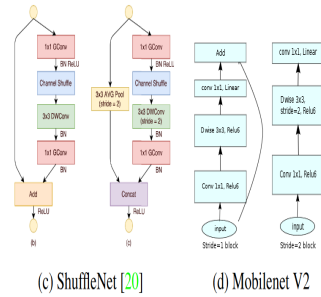 1x1 GConv
BN ReLU
Channel Shuffle
3x3 DWConv
BN
1x1 GConv
BN
Add
ReLU
(b)
1x1 GConv
BN ReLU
3x3 AVG Pool
(stride = 2)
Channel Shuffle
3x3 DWConv
(stride = 2)
BN
1x1 GConv
BN
Concat
ReLU
(c)
Add
conv 1x1, Linear
Dwise 3x3, Relu6
Conv 1x1, Relu6
input
Stride=1 block
conv 1x1, Linear
Dwise 3x3,
stride=2, Relu6
Conv 1x1, Relu6
input
Stride=2 block
(c) ShuffleNet [20]
(d) Mobilenet V2